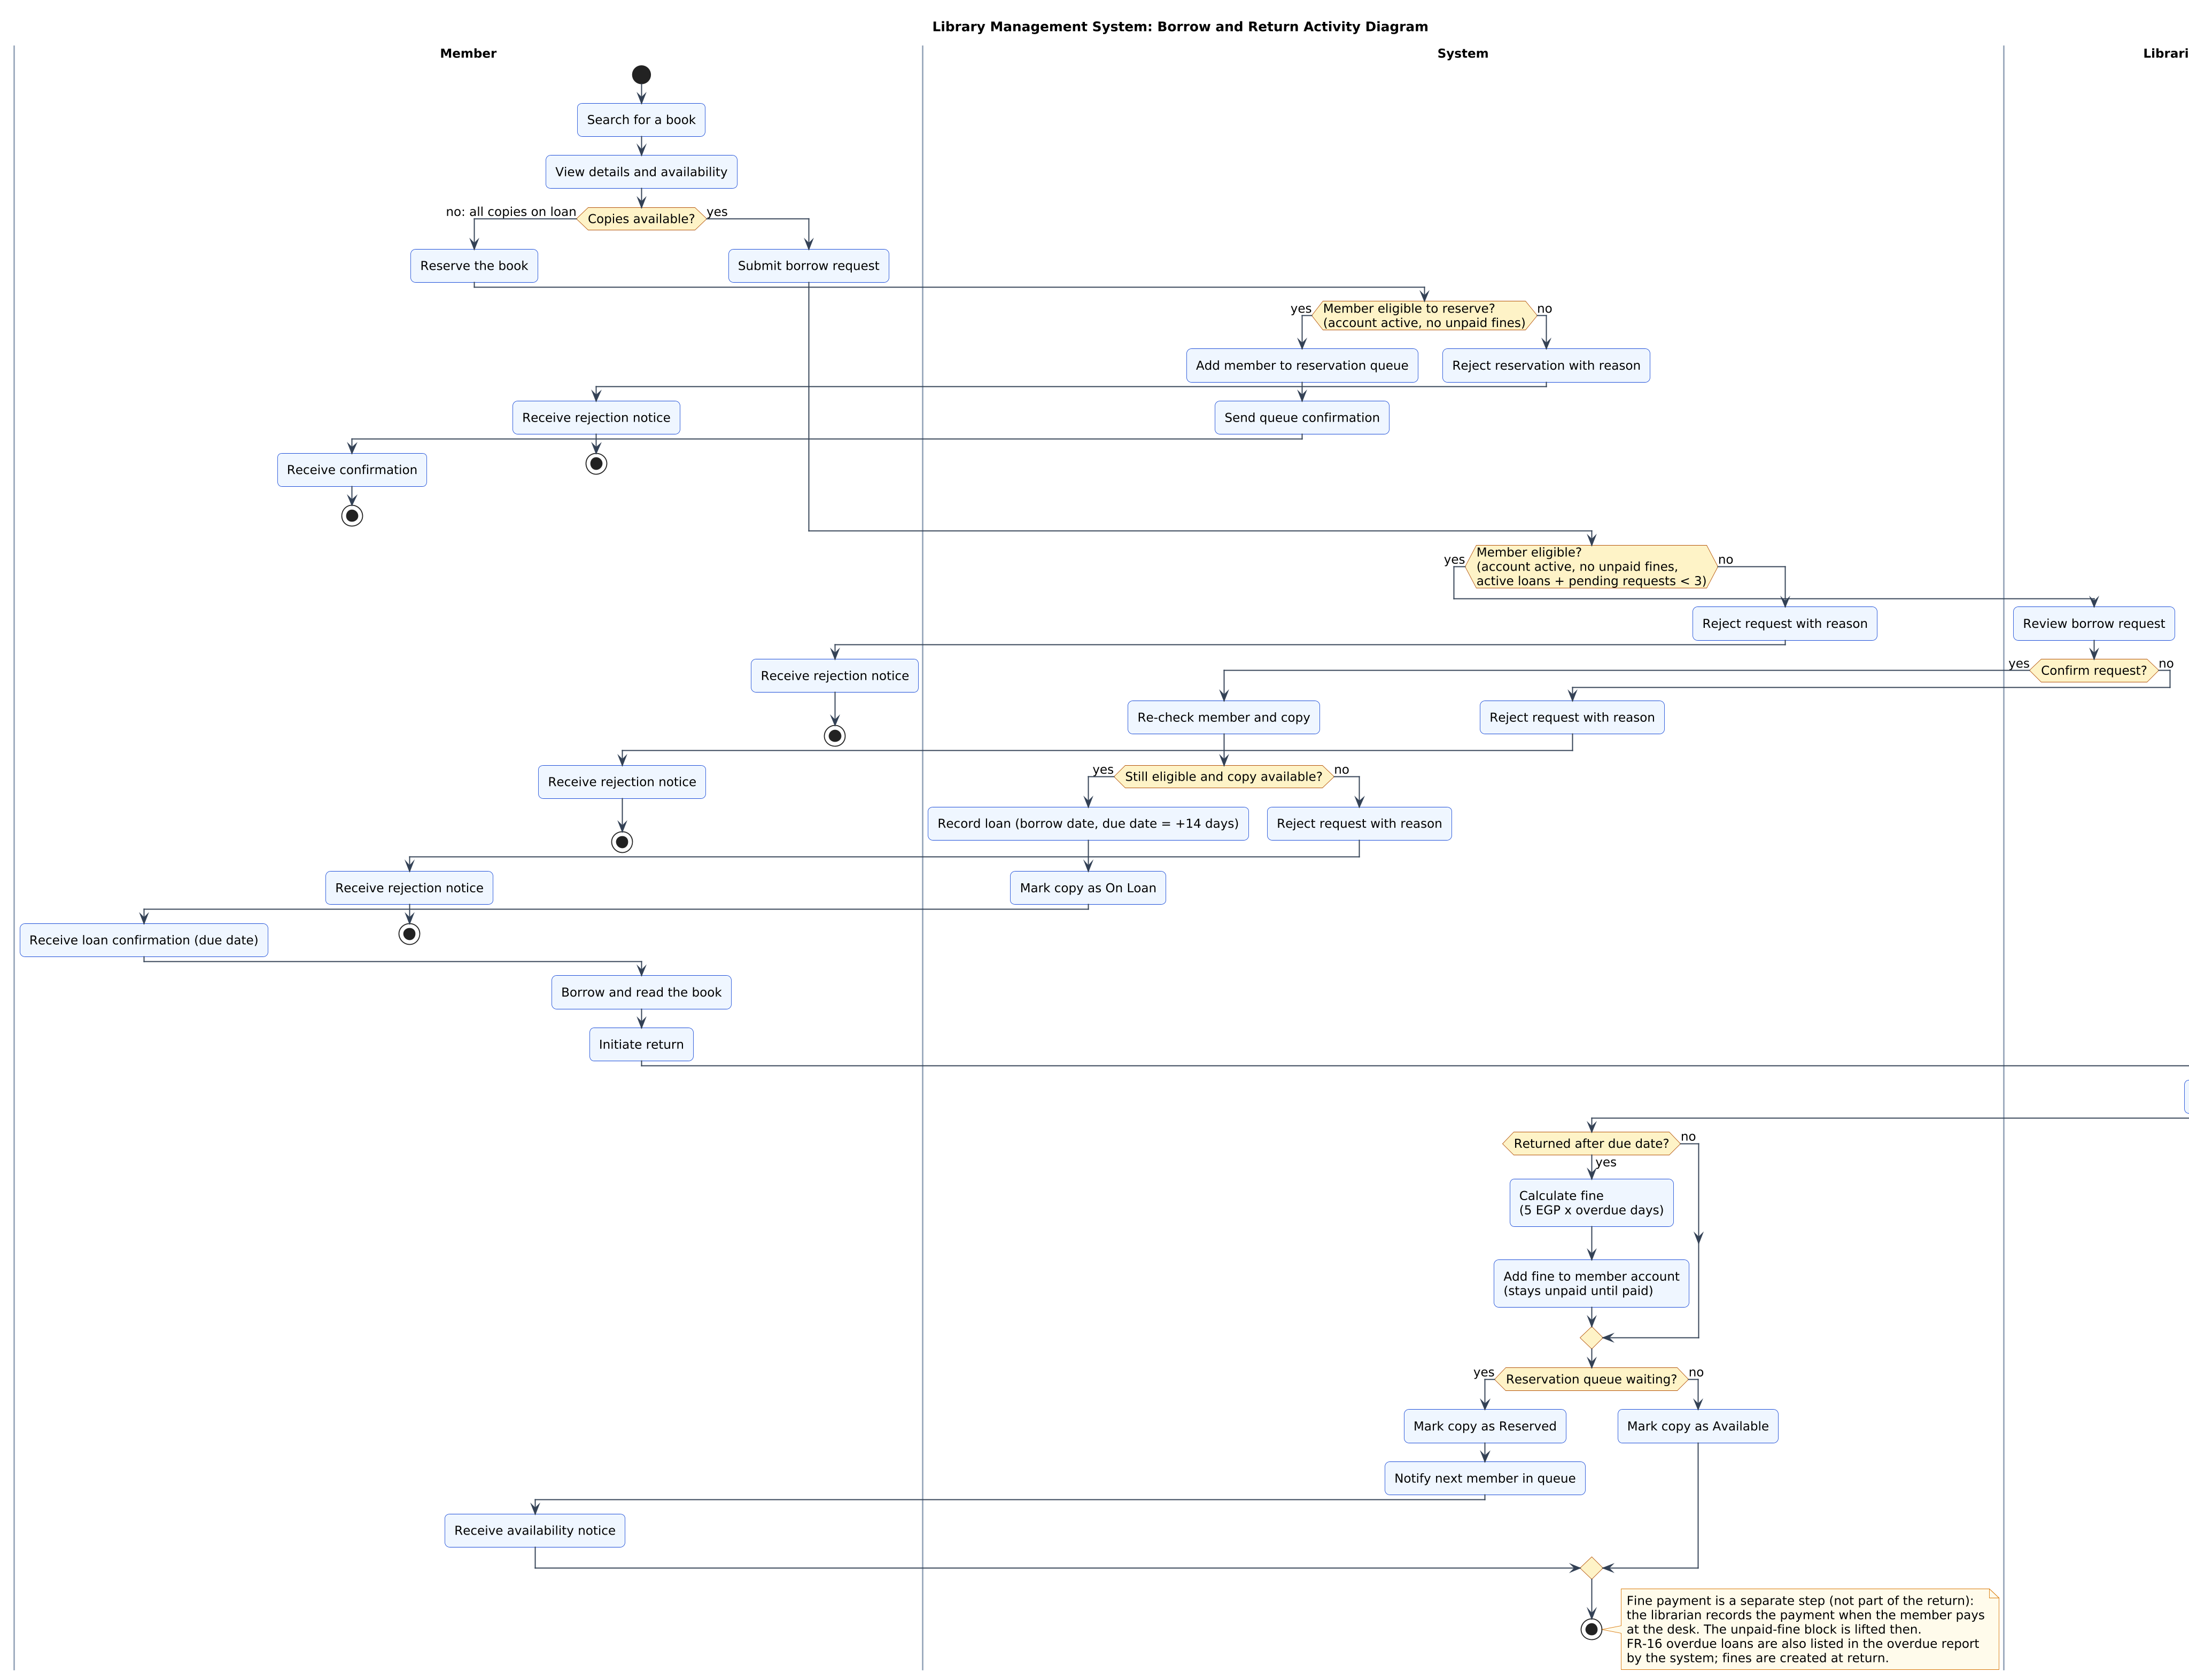 Library Management System: Borrow and Return Activity Diagram
Member
System
Librari
Search for a book
View details and availability
no: all copies on loan
Copies available?
yes
Reserve the book
Submit borrow request
yes
Member eligible to reserve?
(account active, no unpaid fines)
no
Add member to reservation queue
Reject reservation with reason
Receive rejection notice
Send queue confirmation
Receive confirmation
yes
Member eligible?
(account active, no unpaid fines,
active loans + pending requests < 3)
no
Reject request with reason
Review borrow request
Receive rejection notice
yes
Confirm request?
no
Re-check member and copy
Reject request with reason
Receive rejection notice
yes
Still eligible and copy available?
no
Record loan (borrow date, due date = +14 days)
Reject request with reason
Receive rejection notice
Mark copy as On Loan
Receive loan confirmation (due date)
Borrow and read the book
Initiate return
Returned after due date?
no
yes
Calculate fine
(5 EGP x overdue days)
Add fine to member account
(stays unpaid until paid)
yes
Reservation queue waiting?
no
Mark copy as Reserved
Mark copy as Available
Notify next member in queue
Receive availability notice
Fine payment is a separate step (not part of the return):
the librarian records the payment when the member pays
at the desk. The unpaid-fine block is lifted then.
FR-16 overdue loans are also listed in the overdue report
by the system; fines are created at return.